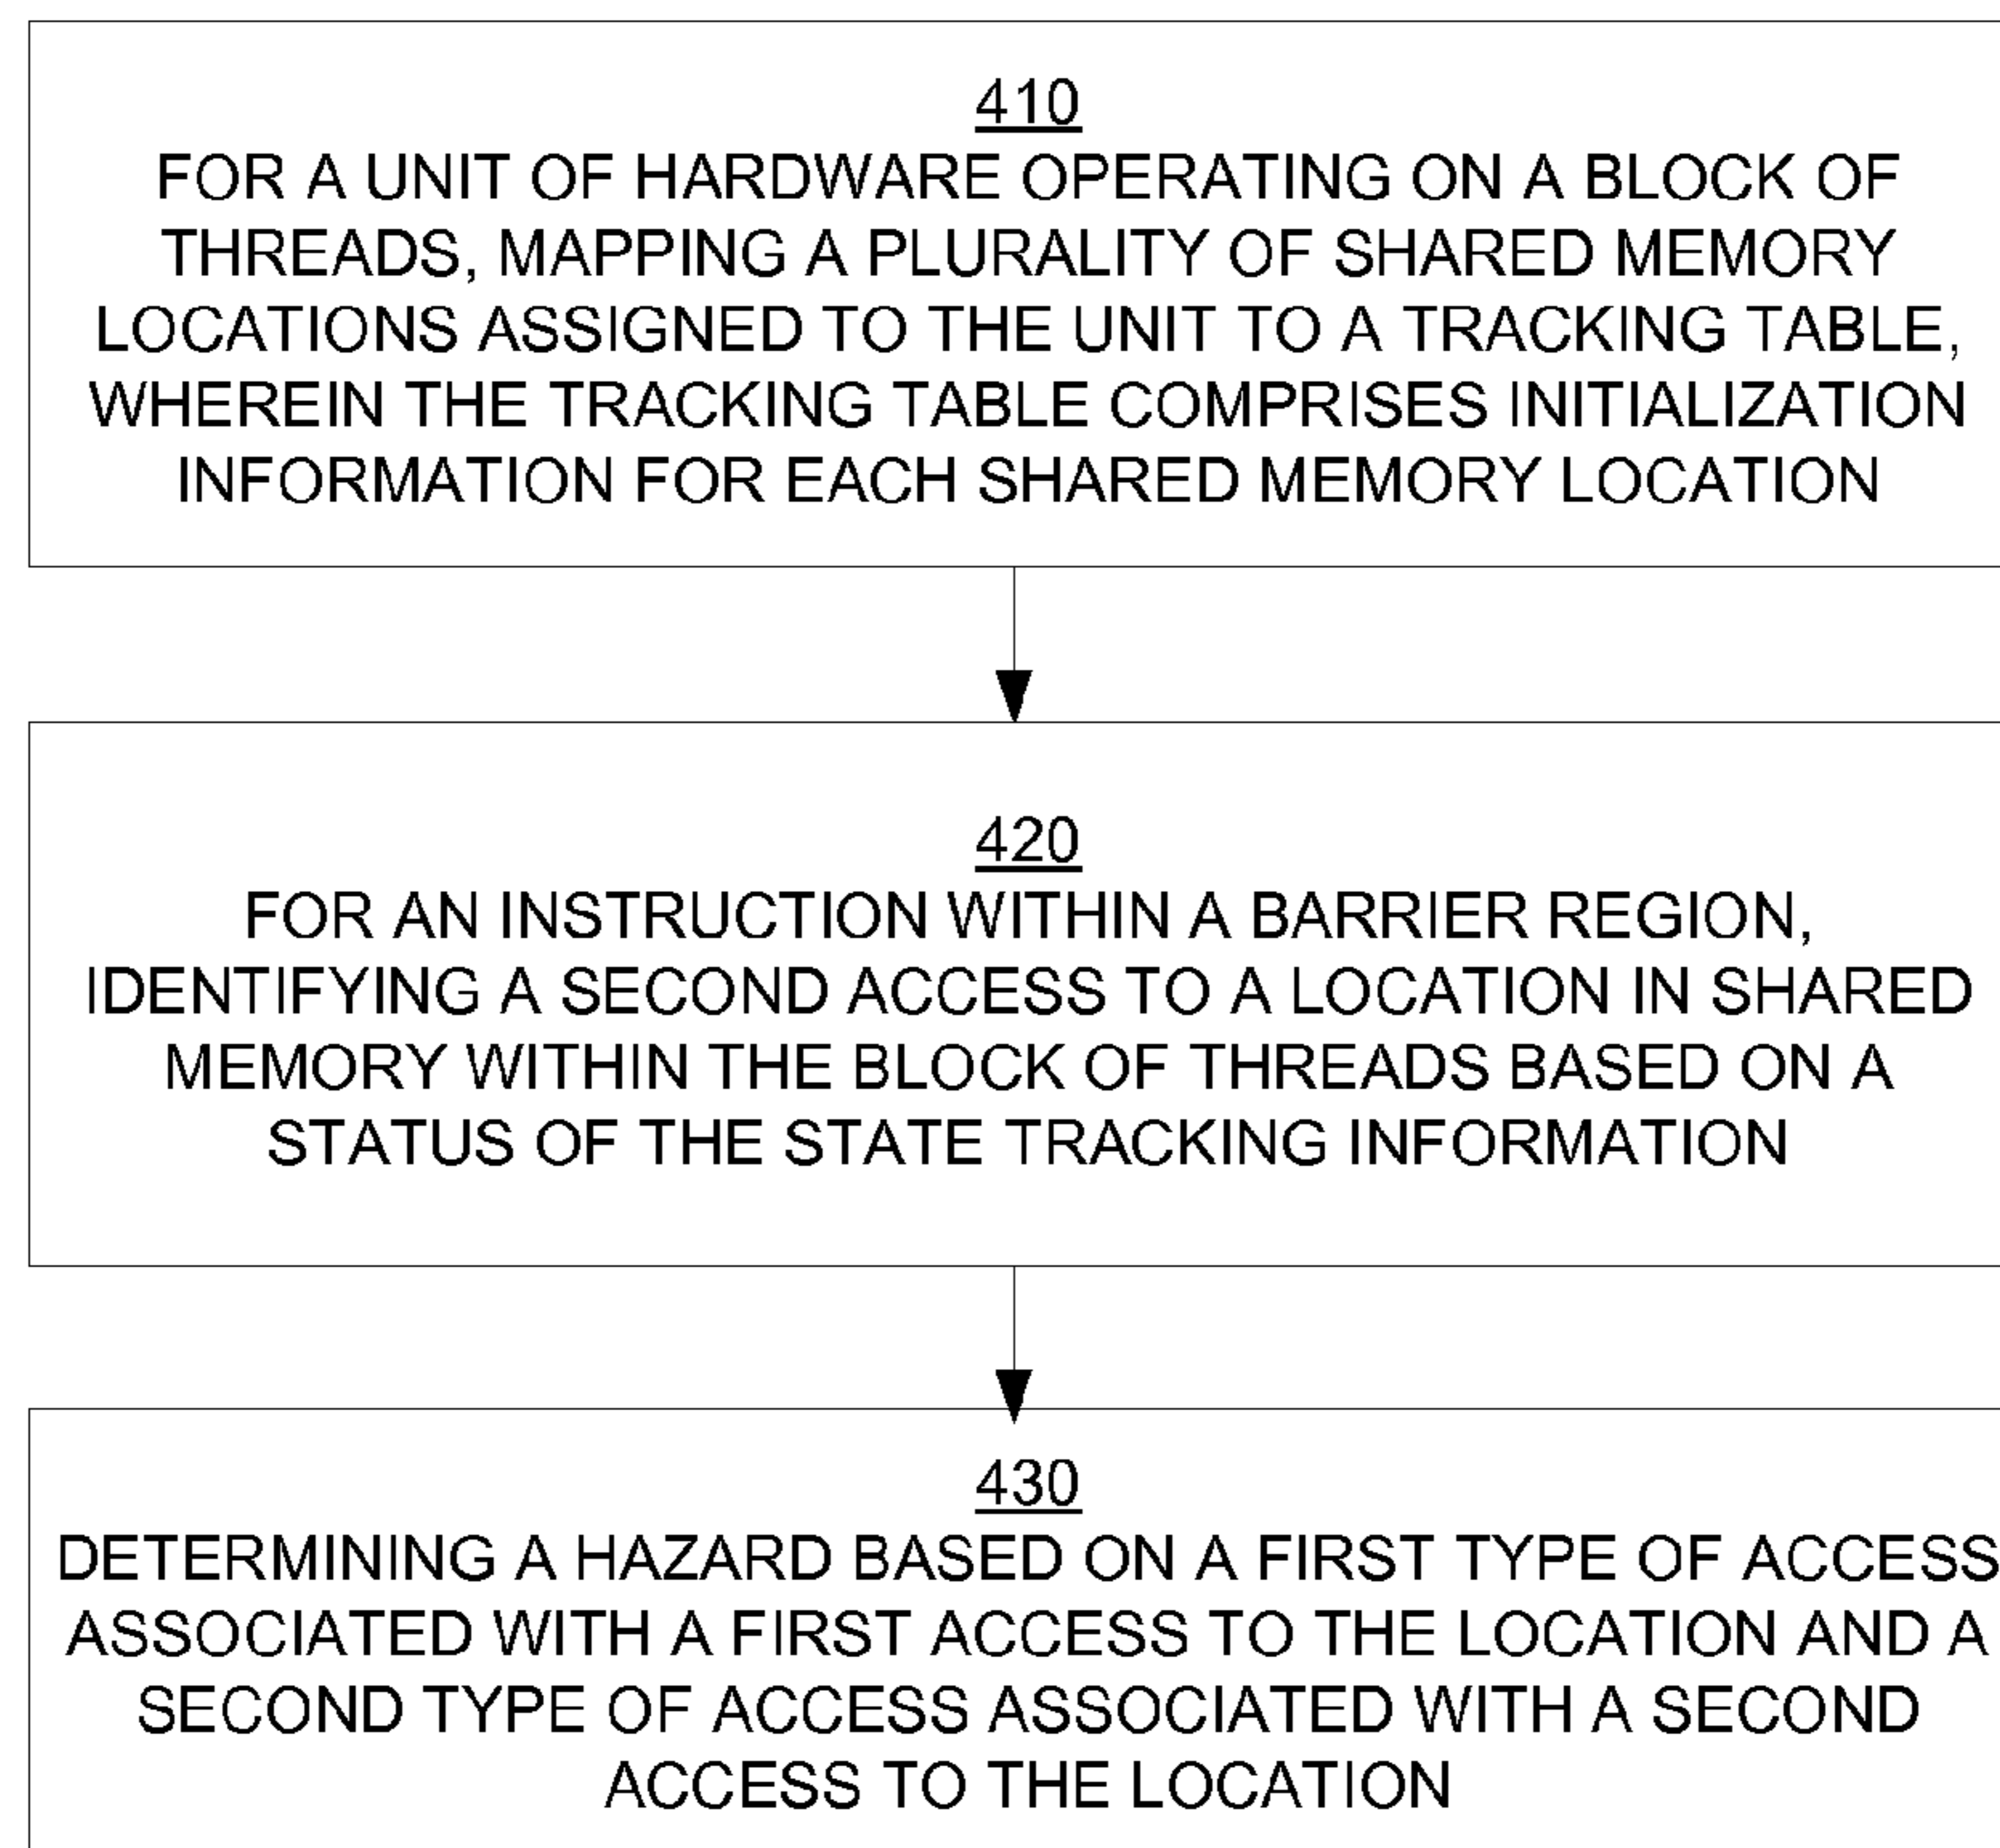 410
FOR A UNIT OF HARDWARE OPERATING ON A BLOCK OF
THREADS, MAPPING A PLURALITY OF SHARED MEMORY
LOCATIONS ASSIGNED TO THE UNIT TO A TRACKING TABLE,
WHEREIN THE TRACKING TABLE COMPRISES INITIALIZATION
INFORMATION FOR EACH SHARED MEMORY LOCATION
420
FOR AN INSTRUCTION WITHIN A BARRIER REGION,
IDENTIFYING A SECOND ACCESS TO A LOCATION IN SHARED
MEMORY WITHIN THE BLOCK OF THREADS BASED ON A
STATUS OF THE STATE TRACKING INFORMATION
430
DETERMINING A HAZARD BASED ON A FIRST TYPE OF ACCESS
ASSOCIATED WITH A FIRST ACCESS TO THE LOCATION AND A
SECOND TYPE OF ACCESS ASSOCIATED WITH A SECOND
ACCESS TO THE LOCATION